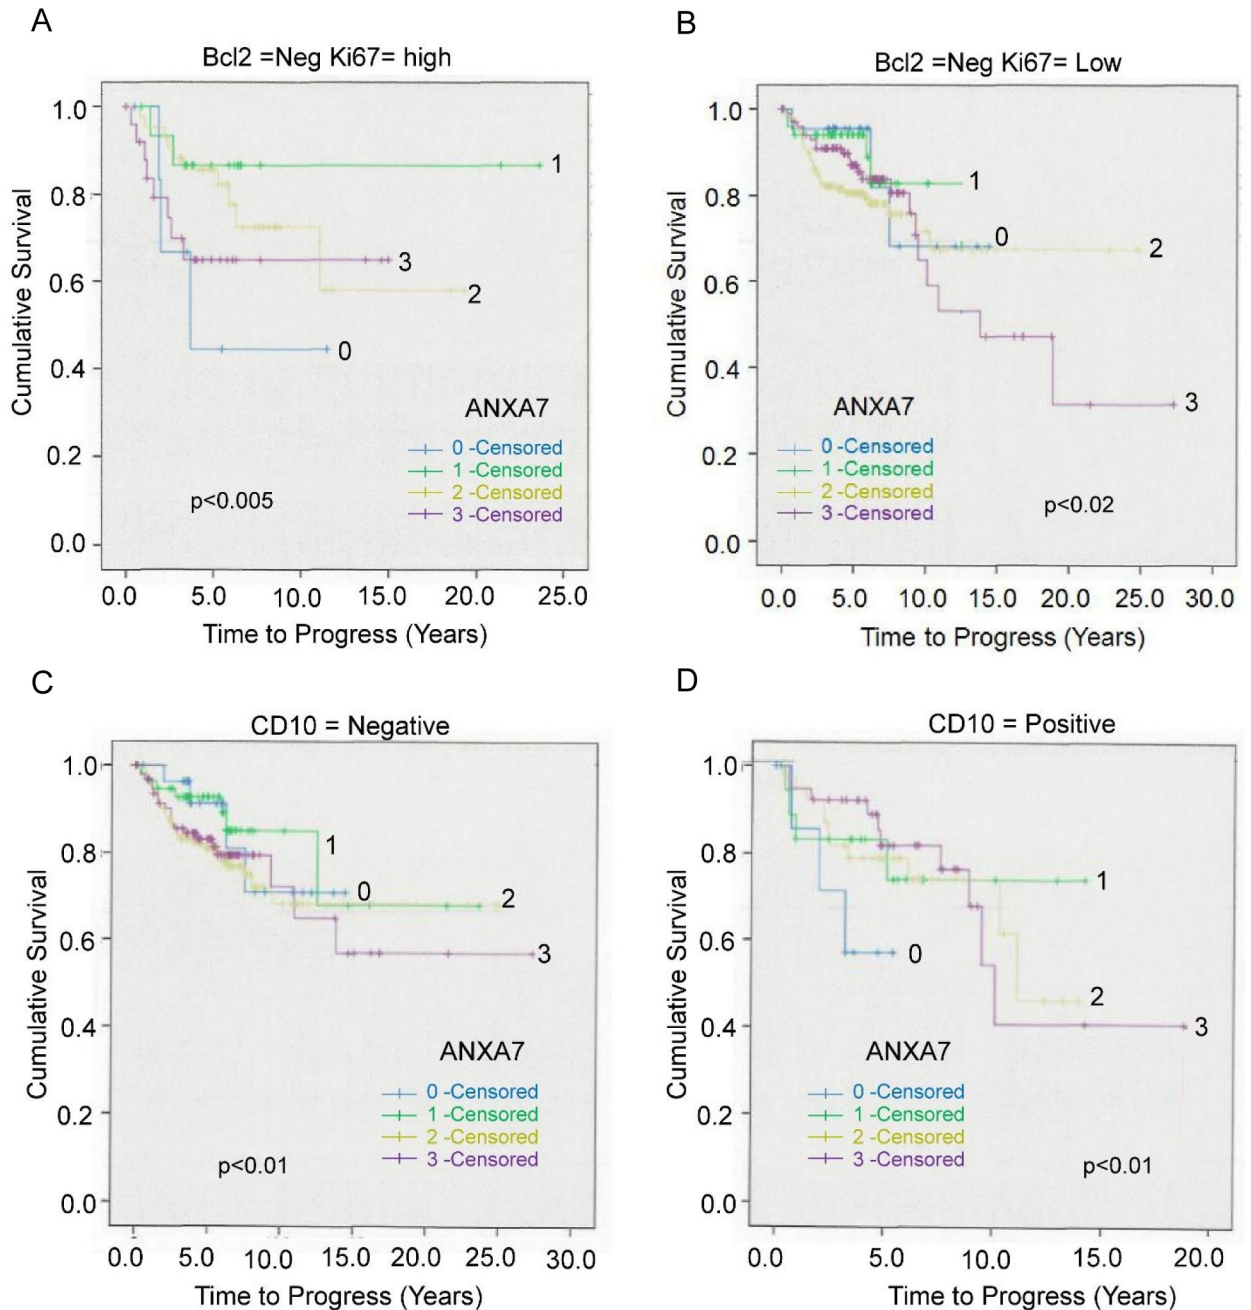 A
Bcl2 =Neg Ki67= high
1.0
0.8
0.6
0.4
0.2
0.0
Cumulative Survival
1
3
2
0
ANXA7
0 -Censored
1 -Censored
2 -Censored
3 -Censored
p<0.005
0.0 5.0 10.0 15.0 20.0 25.0
Time to Progress (Years)
B
Bcl2 =Neg Ki67= Low
1.0
0.8
0.6
0.4
0.2
0.0
Cumulative Survival
1
0
2
3
ANXA7
0 -Censored
1 -Censored
2 -Censored
3 -Censored
p<0.02
0.0 5.0 10.0 15.0 20.0 25.0 30.0
Time to Progress (Years)
C
CD10 = Negative
1.0
0.8
0.6
0.4
0.2
0.0
Cumulative Survival
1
0
2
3
ANXA7
0 -Censored
1 -Censored
2 -Censored
3 -Censored
p<0.01
0.0 5.0 10.0 15.0 20.0 25.0 30.0
Time to Progress (Years)
D
CD10 = Positive
1.0
0.8
0.6
0.4
0.2
0.0
Cumulative Survival
1
0
2
3
ANXA7
0 -Censored
1 -Censored
2 -Censored
3 -Censored
p<0.01
0.0 5.0 10.0 15.0 20.0
Time to Progress (Years)